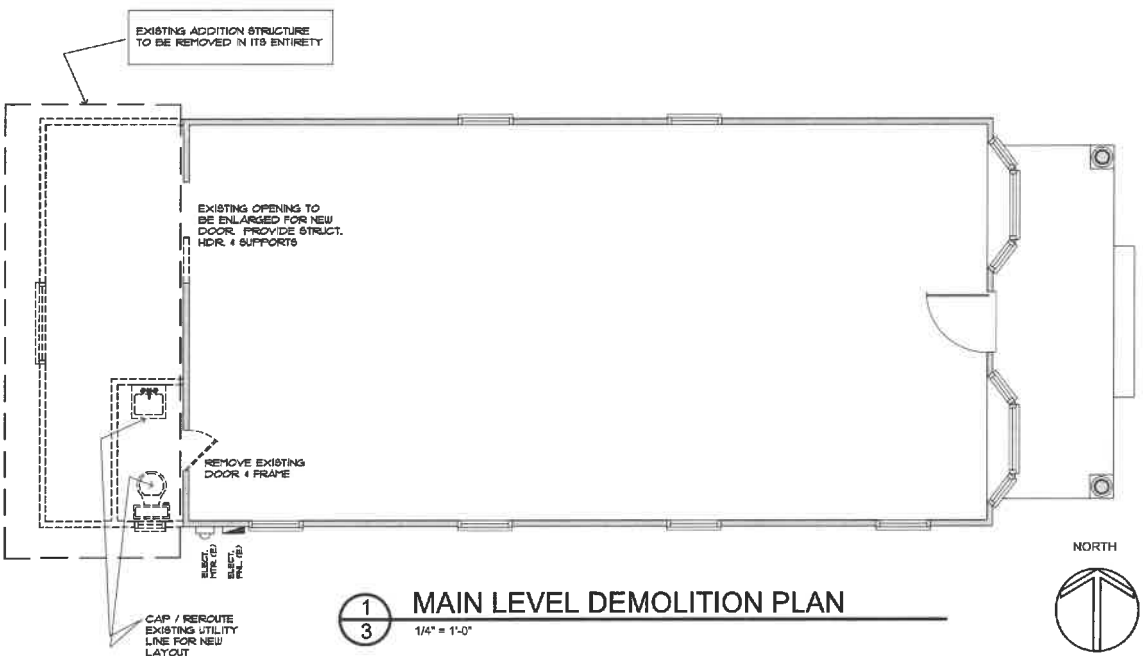 EXISTING ADDITION STRUCTURE
TO BE REMOVED IN ITS ENTIRETY
EXISTING OPENING TO
BE ENLARGED FOR NEW
DOOR. PROVIDE STRUCT.
HDR. & SUPPORTS
REMOVE EXISTING
DOOR & FRAME
ELECT.
MTR. (E)
ELECT.
PNL. (E)
CAP / REROUTE
EXISTING UTILITY
LINE FOR NEW
LAYOUT
1
3
MAIN LEVEL DEMOLITION PLAN
1/4" = 1'-0"
NORTH